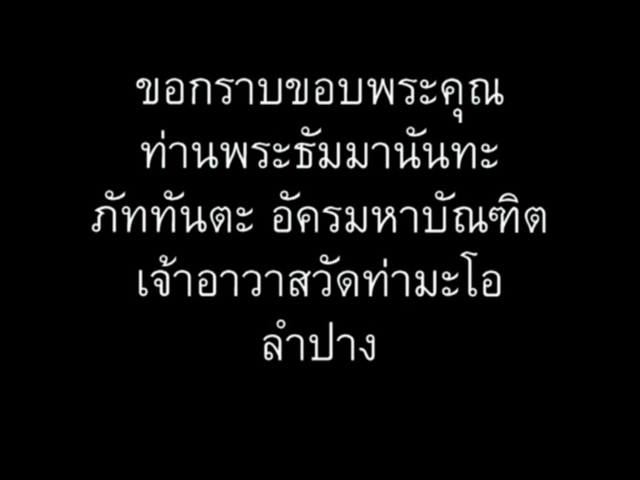 ขอกราบขอบพระคุณ
ท่านพระธัมมานันทะ
ภัททันตะ อัครมหาบัณฑิต
เจ้าอาวาสวัดท่ามะโอ
ลำปาง